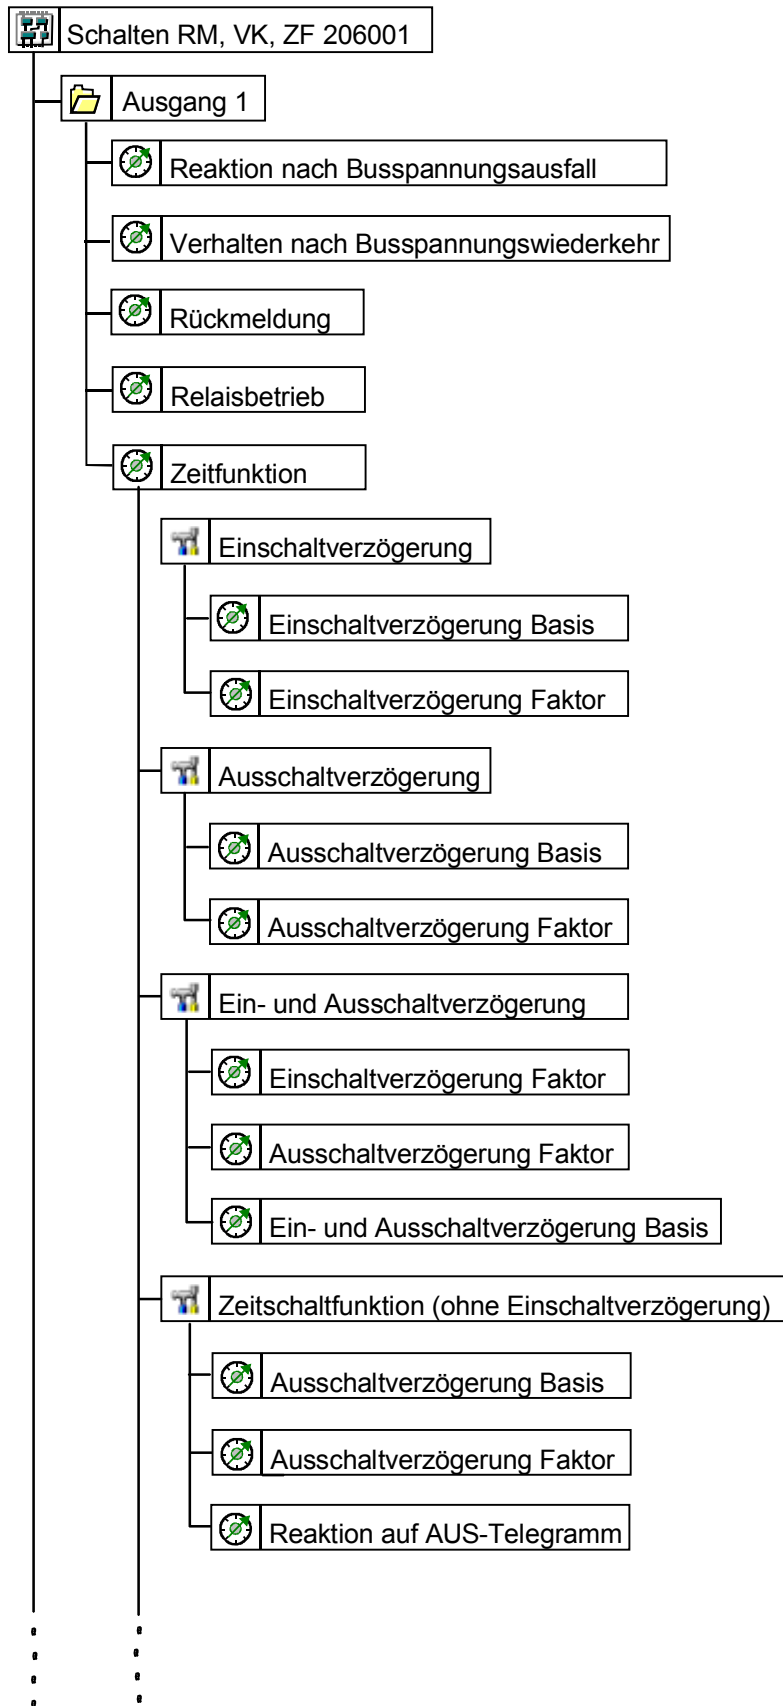 Schalten RM, VK, ZF 206001
Ausgang 1
Reaktion nach Busspannungsausfall
Verhalten nach Busspannungswiederkehr
Rückmeldung
Relaisbetrieb
Zeitfunktion
Einschaltverzögerung
Einschaltverzögerung Basis
Einschaltverzögerung Faktor
Ausschaltverzögerung
Ausschaltverzögerung Basis
Ausschaltverzögerung Faktor
Ein- und Ausschaltverzögerung
Einschaltverzögerung Faktor
Ausschaltverzögerung Faktor
Ein- und Ausschaltverzögerung Basis
Zeitschaltfunktion (ohne Einschaltverzögerung)
Ausschaltverzögerung Basis
Ausschaltverzögerung Faktor
Reaktion auf AUS-Telegramm